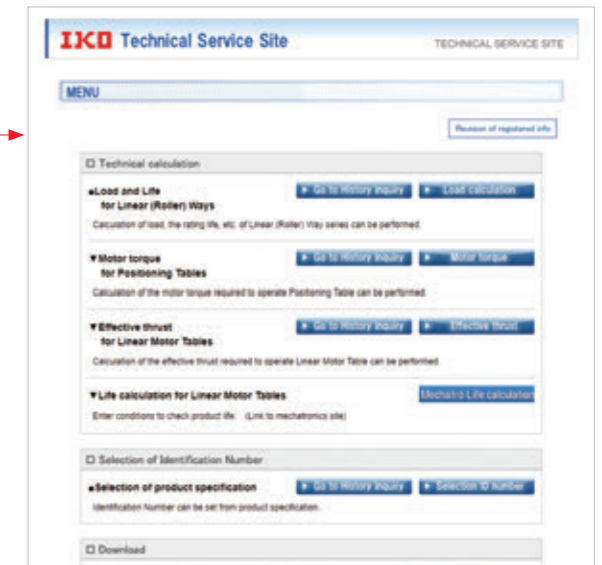 IKO Technical Service Site
TECHNICAL SERVICE SITE
MENU
Revision of registered info
Technical calculation
●Load and Life
for Linear (Roller) Ways
Go to History inquiry
Load calculation
Calculation of load, the rating life, etc. of Linear (Roller) Way series can be performed.
▼Motor torque
for Positioning Tables
Go to History inquiry
Motor torque
Calculation of the motor torque required to operate Positioning Table can be performed.
▼Effective thrust
for Linear Motor Tables
Go to History inquiry
Effective thrust
Calculation of the effective thrust required to operate Linear Motor Table can be performed.
▼Life calculation for Linear Motor Tables
Mechatro Life calculation
Enter conditions to check product life. (Link to mechatronics site)
Selection of Identification Number
●Selection of product specification
Go to History inquiry
Selection ID number
Identification Number can be set from product specification.
Download